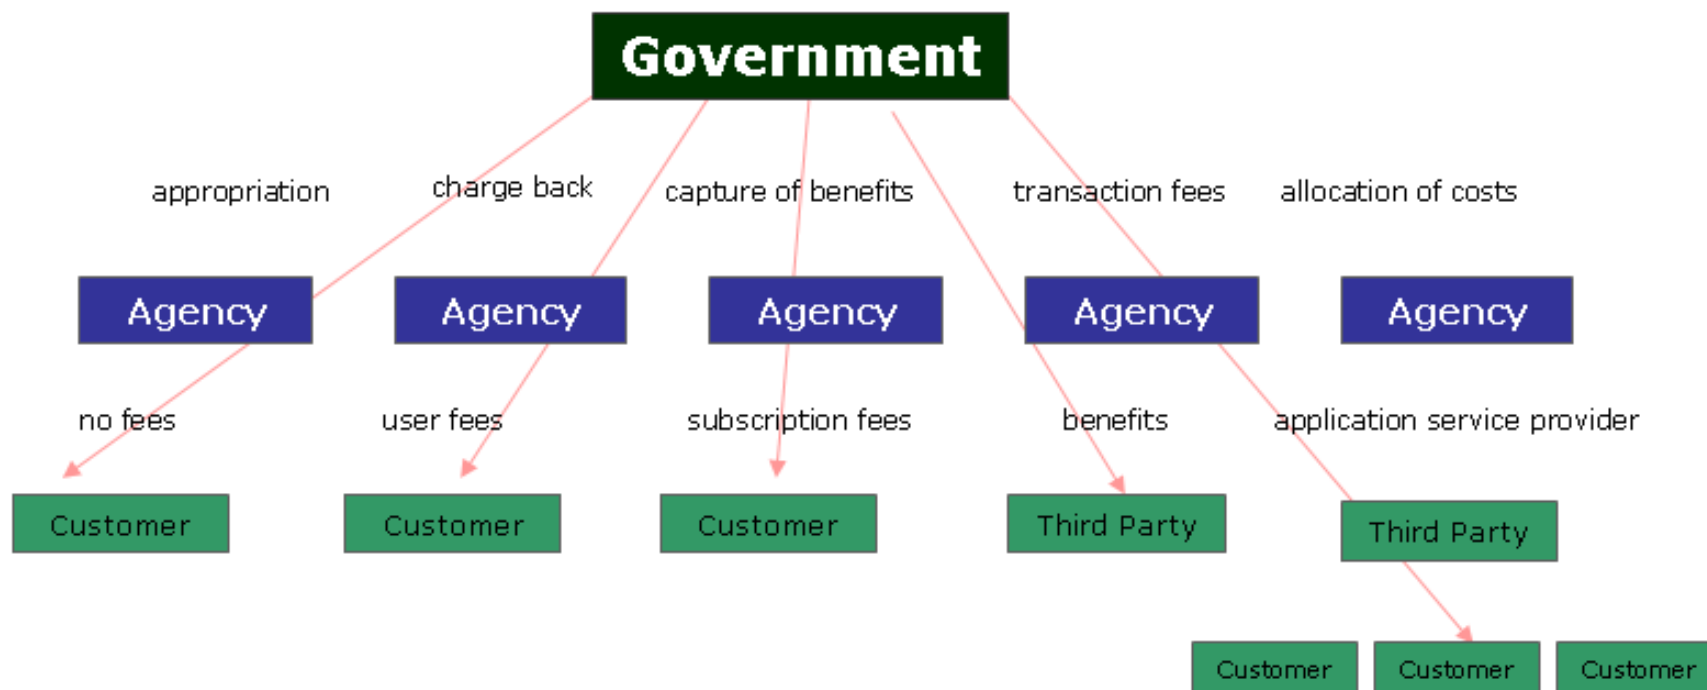 Government
appropriation charge back capture of benefits transaction fees allocation of costs
Agency Agency Agency Agency Agency
no fees user fees subscription fees benefits application service provider
Customer Customer Customer Third Party Third Party
Customer Customer Customer